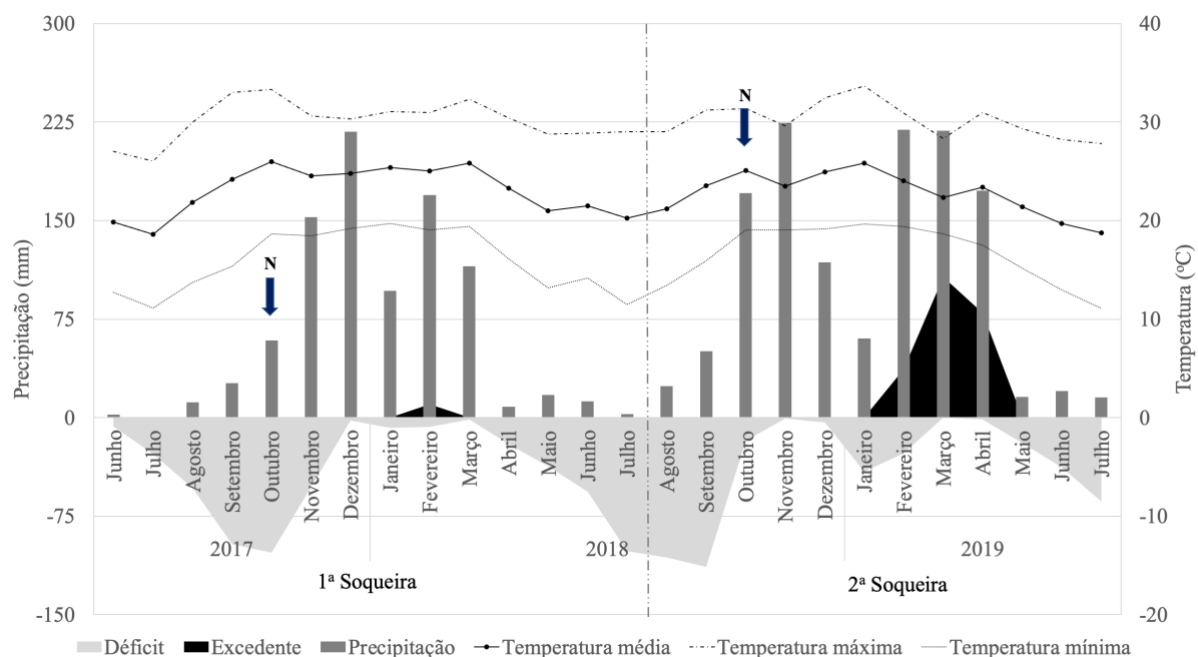 300
225
150
75
0
-75
-150
Precipitação (mm)
40
30
20
10
0
-10
-20
Temperatura (ºC)
N
N
Junho
Julho
Agosto
Setembro
Outubro
Novembro
Dezembro
Janeiro
Fevereiro
Março
Abril
Maio
Junho
Julho
Agosto
Setembro
Outubro
Novembro
Dezembro
Janeiro
Fevereiro
Março
Abril
Maio
Junho
Julho
2017 2018 2019
1ª Soqueira 2ª Soqueira
Déficit Excedente Precipitação Temperatura média Temperatura máxima Temperatura mínima